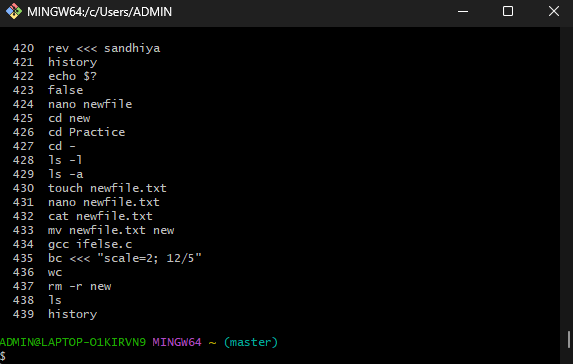 MINGW64:/c/Users/ADMIN
420 rev <<< sandhiya
421 history
422 echo $?
423 false
424 nano newfile
425 cd new
426 cd Practice
427 cd -
428 ls -l
429 ls -a
430 touch newfile.txt
431 nano newfile.txt
432 cat newfile.txt
433 mv newfile.txt new
434 gcc ifelse.c
435 bc <<< "scale=2; 12/5"
436 wc
437 rm -r new
438 ls
439 history
ADMIN@LAPTOP-O1KIRVN9 MINGW64 ~ (master)
$